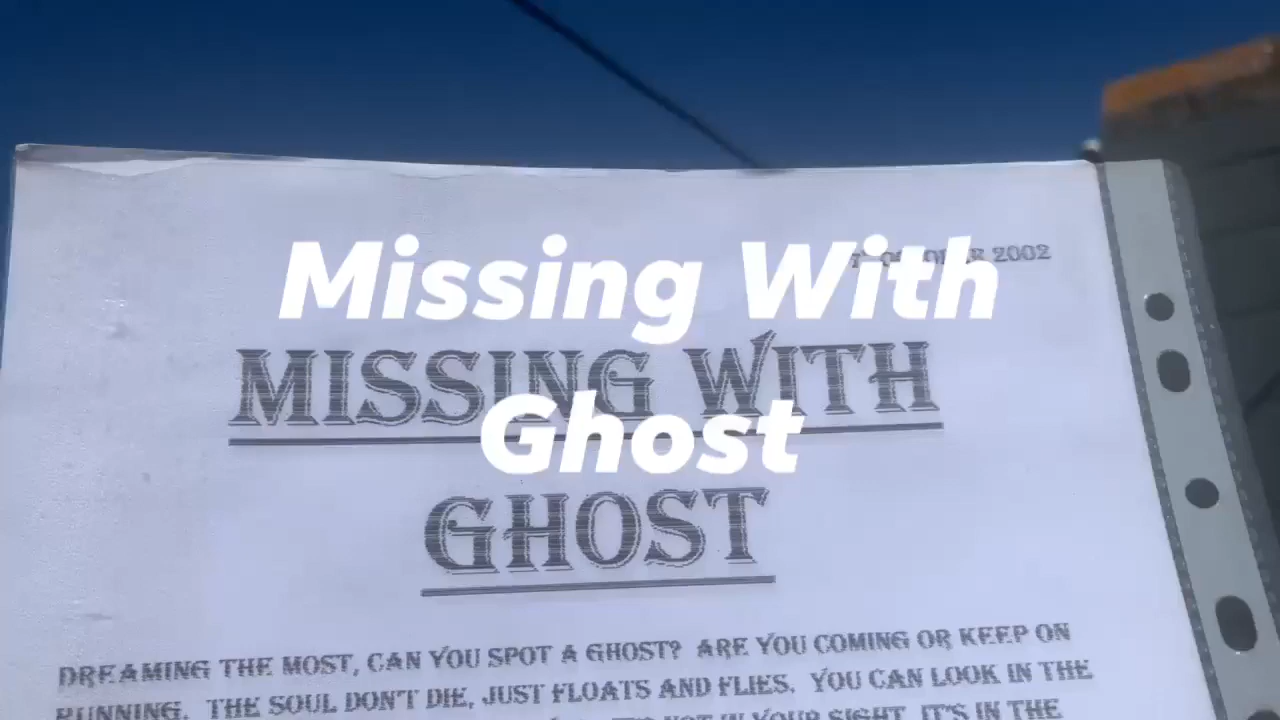 Missing With
2002
MISSING WITH
Ghost
GHOST
DREAMING THE MOST, CAN YOU SPOT A GHOST? ARE YOU COMING OR KEEP ON
RUNNING. THE SOUL DON'T DIE, JUST FLOATS AND FLIES. YOU CAN LOOK IN THE
NOT IN YOUR SIGHT, IT'S IN THE